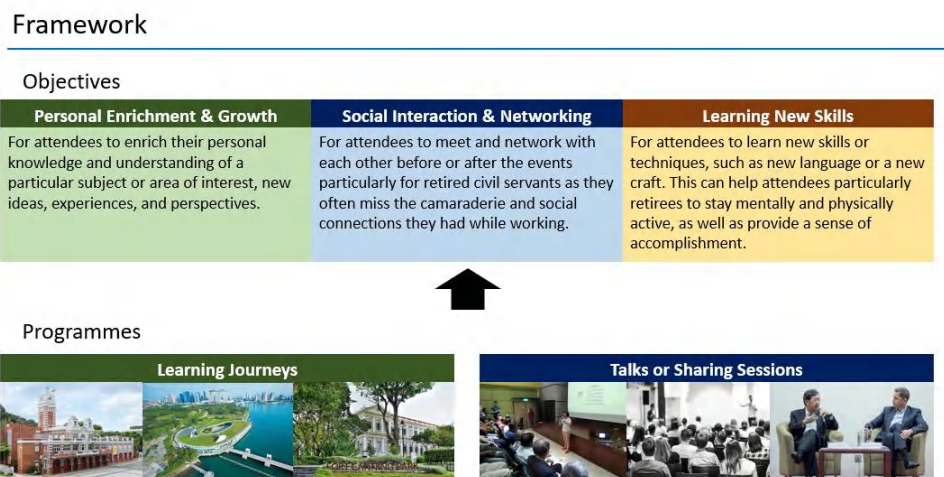 Framework
Objectives
Personal Enrichment & Growth
For attendees to enrich their personal
knowledge and understanding of a
particular subject or area of interest, new
ideas, experiences, and perspectives.
Social Interaction & Networking
For attendees to meet and network with
each other before or after the events
particularly for retired civil servants as they
often miss the camaraderie and social
connections they had while working.
Learning New Skills
For attendees to learn new skills or
techniques, such as new language or a new
craft. This can help attendees particularly
retirees to stay mentally and physically
active, as well as provide a sense of
accomplishment.
Programmes
Learning Journeys
Talks or Sharing Sessions
FORT CANNING PARK